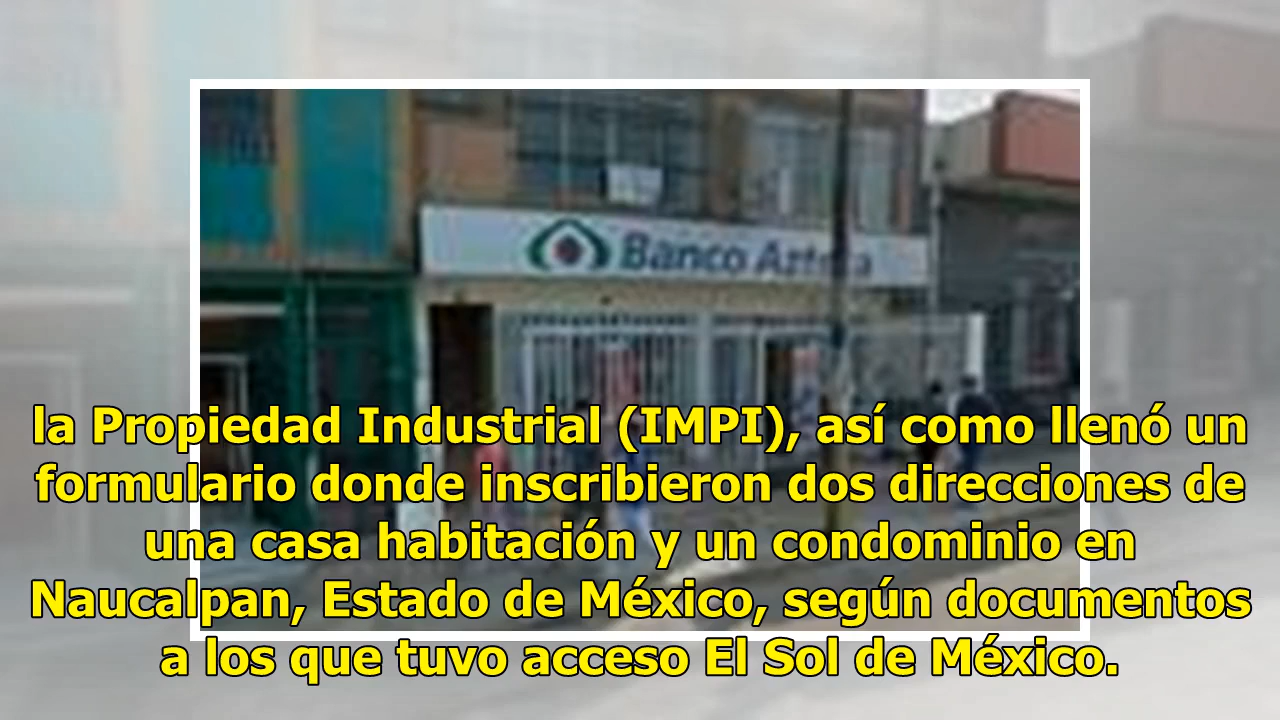 Banco Azteca
la Propiedad Industrial (IMPI), así como llenó un
formulario donde inscribieron dos direcciones de
una casa habitación y un condominio en
Naucalpan, Estado de México, según documentos
a los que tuvo acceso El Sol de México.